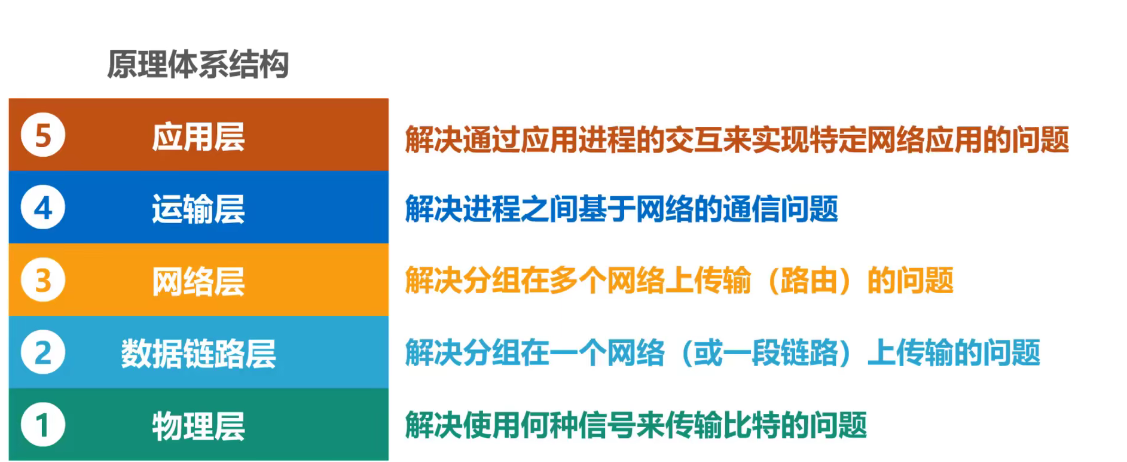 原理体系结构
5 应用层 解决通过应用进程的交互来实现特定网络应用的问题
4 运输层 解决进程之间基于网络的通信问题
3 网络层 解决分组在多个网络上传输（路由）的问题
2 数据链路层 解决分组在一个网络（或一段链路）上传输的问题
1 物理层 解决使用何种信号来传输比特的问题